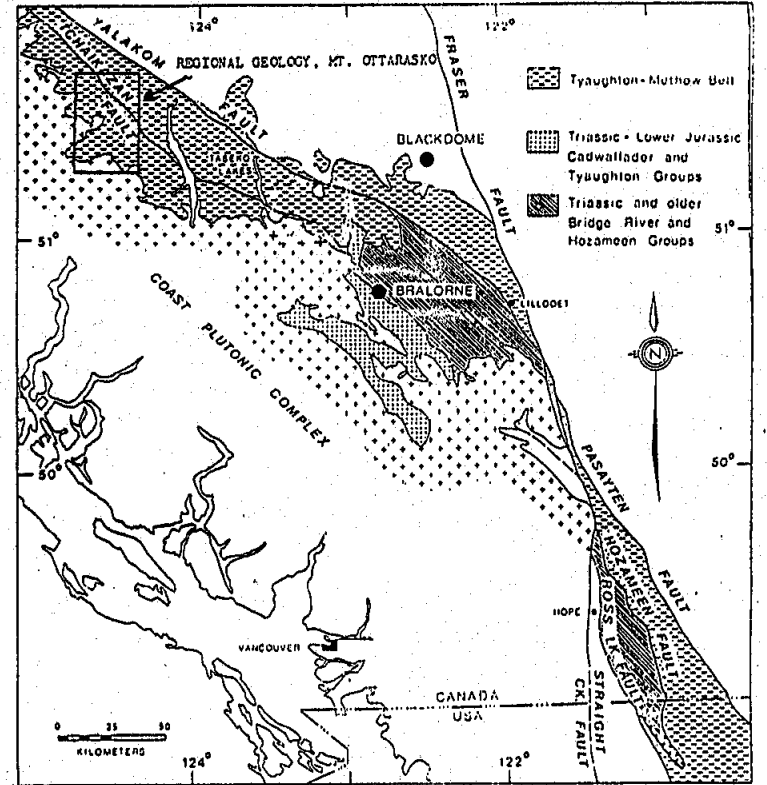 124°
122°
YALAKOM
FAULT
TCHAIKAZAN
FAULT
REGIONAL GEOLOGY, MT. OTTARASKO
FRASER
FAULT
Tyaughton-Methow Belt
BLACKDOME
Triassic - Lower Jurassic
Cadwallader and
Tyaughton Groups
TASEKO
LAKES
Triassic and older
Bridge River and
Hozameen Groups
51°
51°
BRALORNE
LILLOOET
COAST PLUTONIC COMPLEX
N
50°
50°
PASAYTEN
FAULT
HOZAMEEN
FAULT
ROSS LK. FAULT
HOPE
VANCOUVER
STRAIGHT
CK. FAULT
CANADA
USA
0 25 50
KILOMETERS
124°
122°